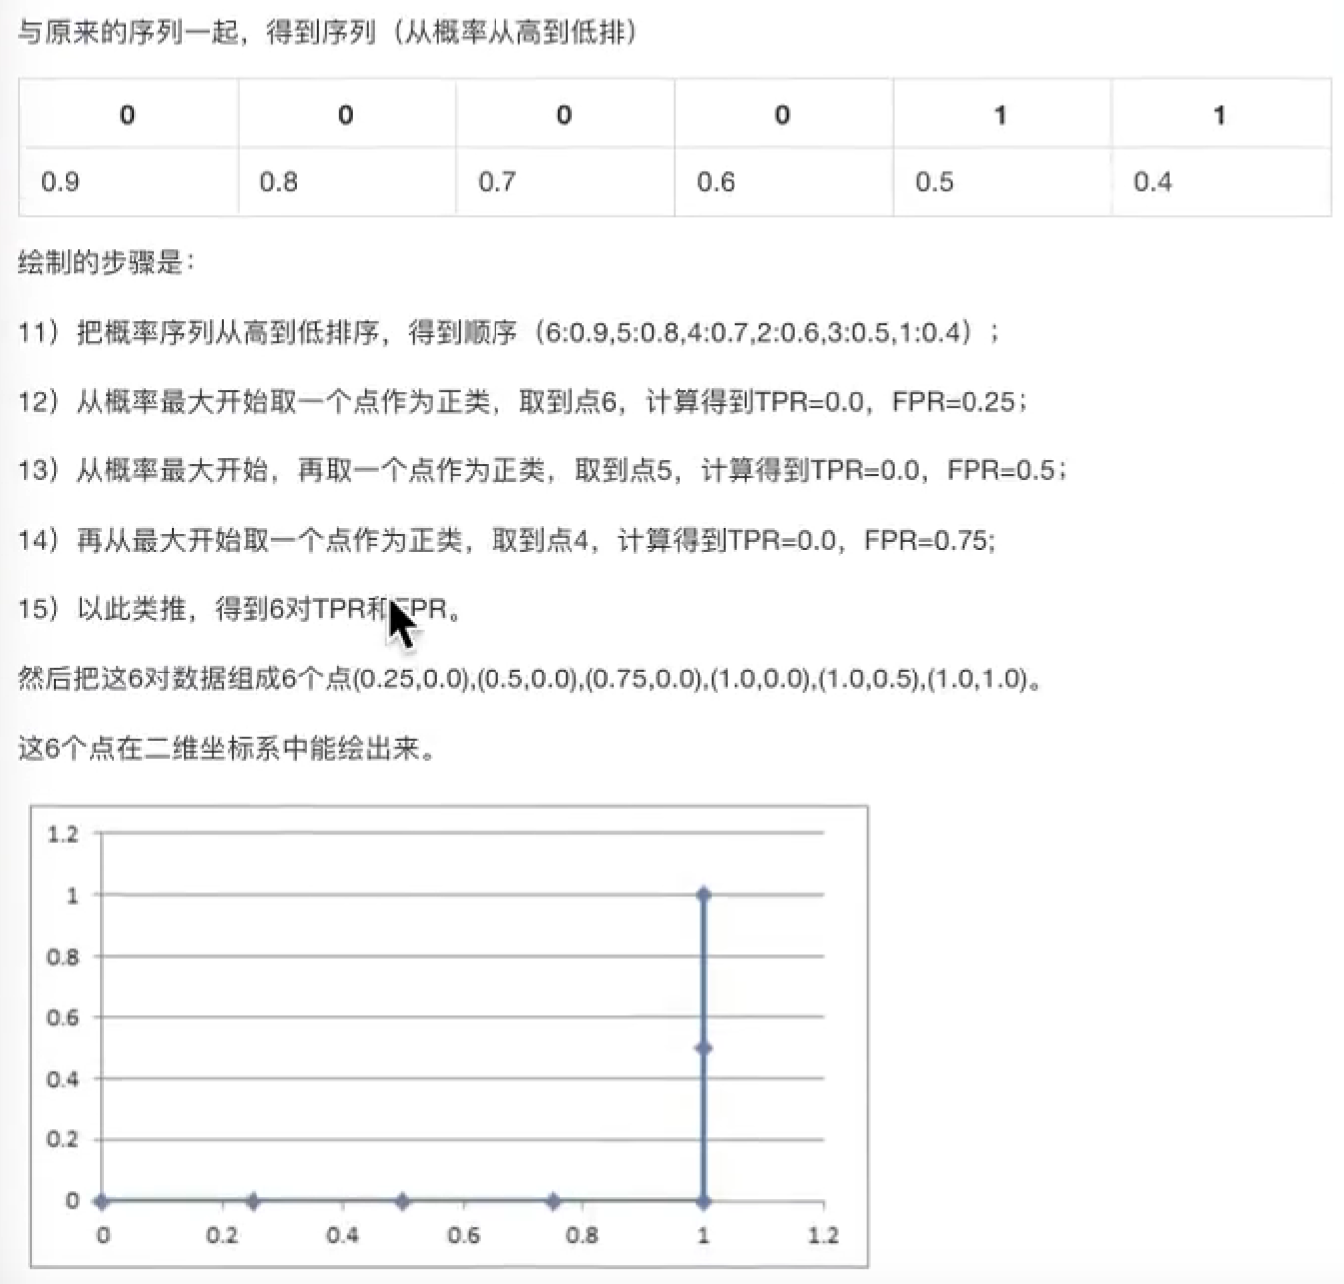 与原来的序列一起，得到序列（从概率从高到低排）
0 0 0 0 1 1
0.9 0.8 0.7 0.6 0.5 0.4
绘制的步骤是：
11）把概率序列从高到低排序，得到顺序（6:0.9,5:0.8,4:0.7,2:0.6,3:0.5,1:0.4）；
12）从概率最大开始取一个点作为正类，取到点6，计算得到TPR=0.0，FPR=0.25；
13）从概率最大开始，再取一个点作为正类，取到点5，计算得到TPR=0.0，FPR=0.5；
14）再从最大开始取一个点作为正类，取到点4，计算得到TPR=0.0，FPR=0.75;
15）以此类推，得到6对TPR和FPR。
然后把这6对数据组成6个点(0.25,0.0),(0.5,0.0),(0.75,0.0),(1.0,0.0),(1.0,0.5),(1.0,1.0)。
这6个点在二维坐标系中能绘出来。
1.2
1
0.8
0.6
0.4
0.2
0
0 0.2 0.4 0.6 0.8 1 1.2